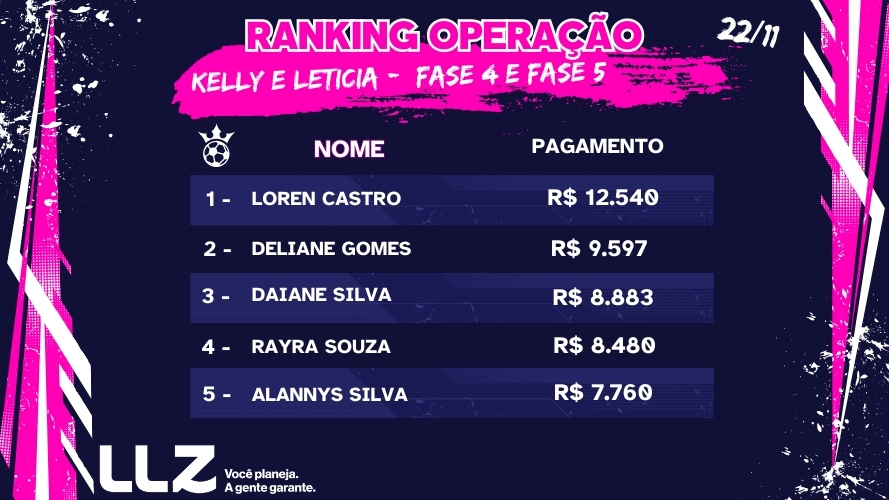 RANKING OPERAÇÃO
22/11
KELLY E LETICIA - FASE 4 E FASE 5
NOME PAGAMENTO
1 - LOREN CASTRO R$ 12.540
2 - DELIANE GOMES R$ 9.597
3 - DAIANE SILVA R$ 8.883
4 - RAYRA SOUZA R$ 8.480
5 - ALANNYS SILVA R$ 7.760
LLZ
Você planeja.
A gente garante.